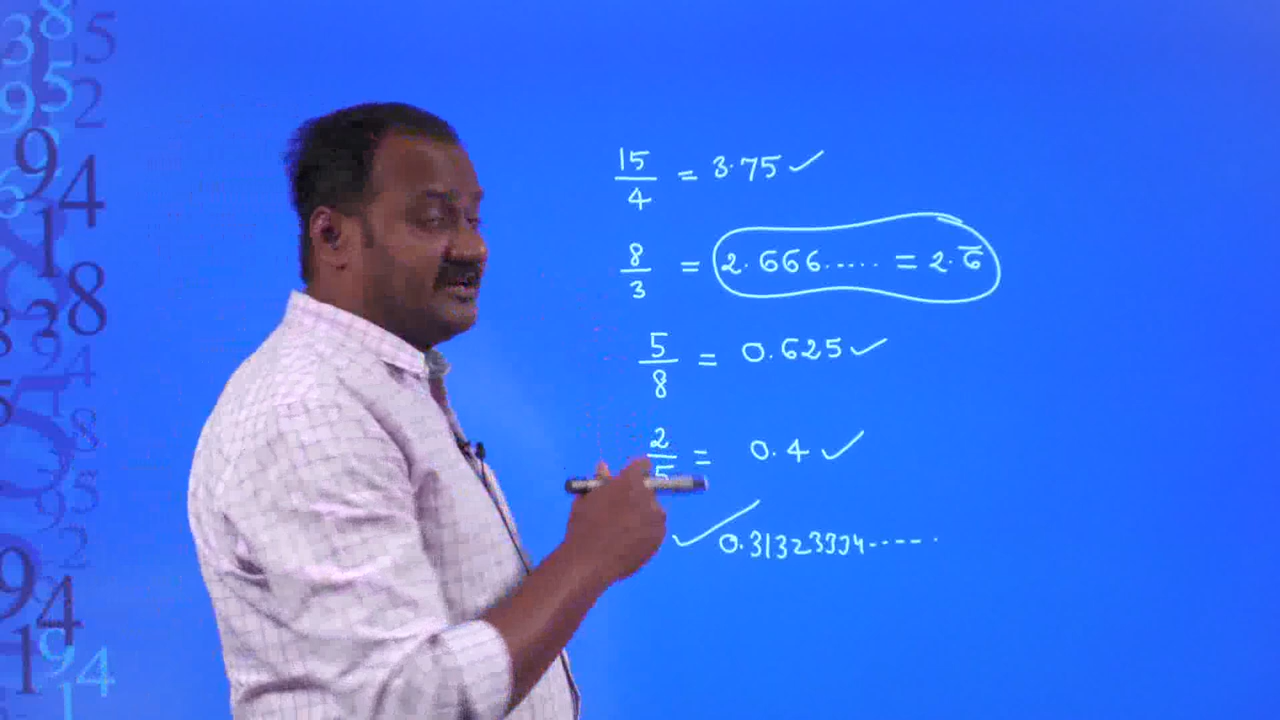 15/4 = 3.75 ✓
8/3 = 2.666..... = 2.6̅
5/8 = 0.625 ✓
2/5 = 0.4 ✓
✓ 0.31323334-----.